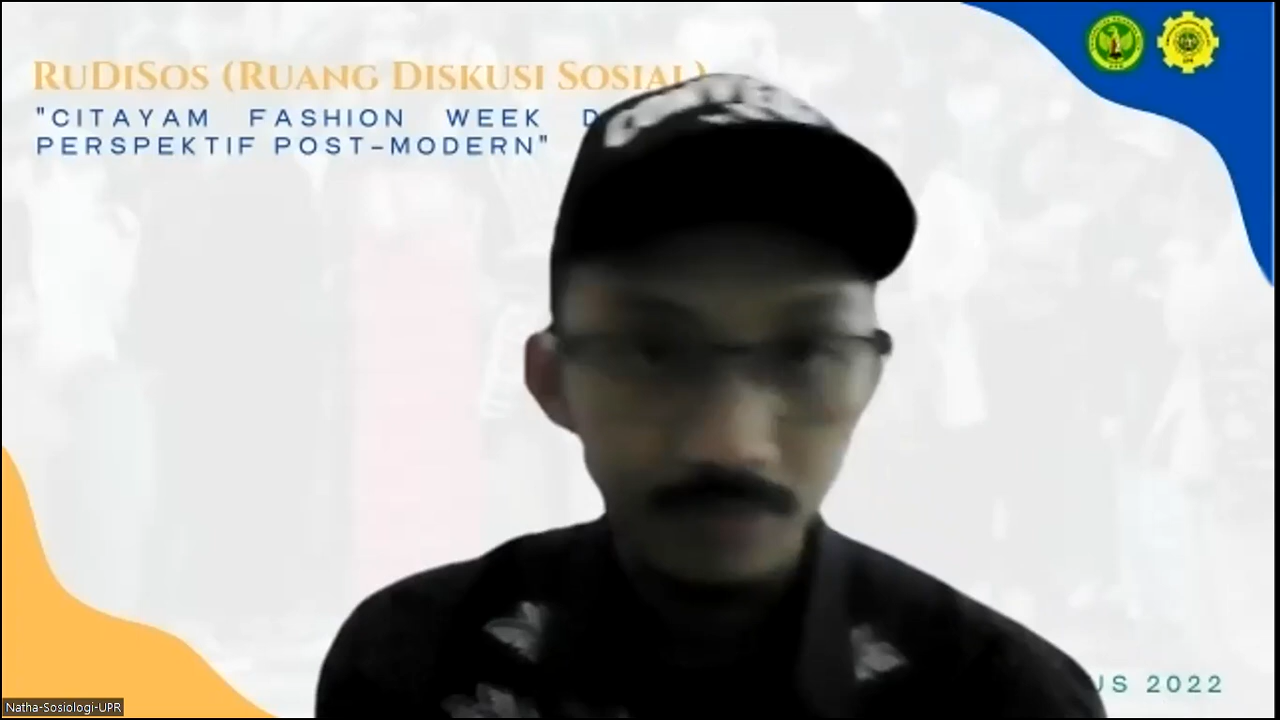 RUDISOS (RUANG DISKUSI SOSIAL)
"CITAYAM FASHION WEEK D
PERSPEKTIF POST-MODERN"
US 2022
Natha-Sosiologi-UPR